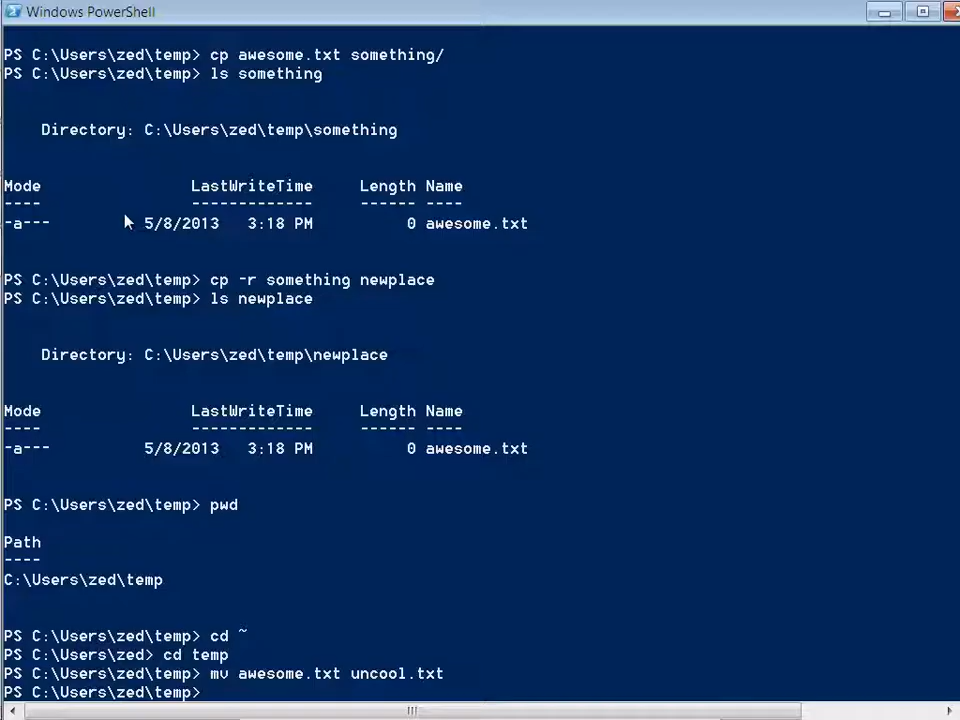 Windows PowerShell
PS C:\Users\zed\temp> cp awesome.txt something/
PS C:\Users\zed\temp> ls something
Directory: C:\Users\zed\temp\something
Mode LastWriteTime Length Name
---- ------------- ------ ----
-a--- 5/8/2013 3:18 PM 0 awesome.txt
PS C:\Users\zed\temp> cp -r something newplace
PS C:\Users\zed\temp> ls newplace
Directory: C:\Users\zed\temp\newplace
Mode LastWriteTime Length Name
---- ------------- ------ ----
-a--- 5/8/2013 3:18 PM 0 awesome.txt
PS C:\Users\zed\temp> pwd
Path
----
C:\Users\zed\temp
PS C:\Users\zed\temp> cd ~
PS C:\Users\zed> cd temp
PS C:\Users\zed\temp> mv awesome.txt uncool.txt
PS C:\Users\zed\temp>